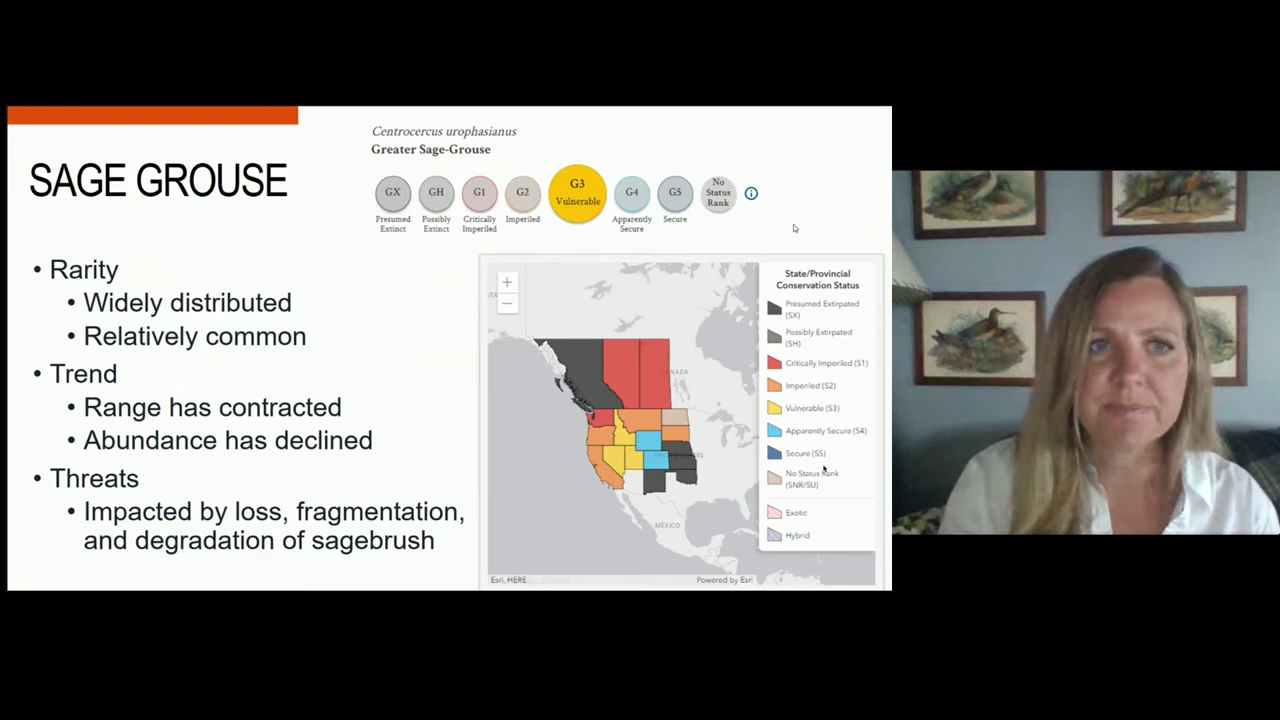 Centrocercus urophasianus
Greater Sage-Grouse
SAGE GROUSE
GX
GH
G1
G2
G3
Vulnerable
G4
G5
No
Status
Rank
Presumed
Extinct
Possibly
Extinct
Critically
Imperiled
Imperiled
Apparently
Secure
Secure
• Rarity
• Widely distributed
• Relatively common
• Trend
• Range has contracted
• Abundance has declined
• Threats
• Impacted by loss, fragmentation,
and degradation of sagebrush
+
−
CANADA
MÉXICO
State/Provincial
Conservation Status
Presumed Extirpated
(SX)
Possibly Extirpated
(SH)
Critically Imperiled (S1)
Imperiled (S2)
Vulnerable (S3)
Apparently Secure (S4)
Secure (S5)
No Status Rank
(SNR/SU)
Exotic
Hybrid
Esri, HERE
Powered by Esri